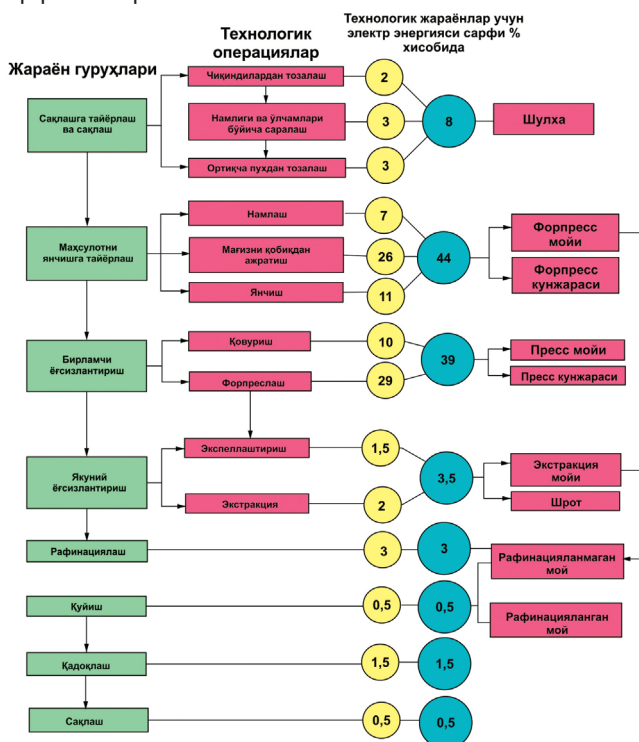 Жараён гуруҳлари
Технологик
операциялар
Технологик жараёнлар учун
электр энергияси сарфи %
хисобида
Сақлашга тайёрлаш
ва сақлаш
Чиқиндилардан тозалаш
2
Намлиги ва ўлчамлари
бўйича саралаш
3
Ортиқча пухдан тозалаш
3
8
Шулха
Маҳсулотни
янчишга тайёрлаш
Намлаш
7
Мағизни қобиқдан
ажратиш
26
Янчиш
11
44
Форпресс
мойи
Форпресс
кунжараси
Бирламчи
ёғсизлантириш
Қовуриш
10
Форпреслаш
29
39
Пресс мойи
Пресс кунжараси
Якуний
ёғсизлантириш
Экспеллаштириш
1,5
Экстракция
2
3,5
Экстракция
мойи
Шрот
Рафинациялаш
3
3
Рафинацияланмаган
мой
Қуйиш
0,5
0,5
Рафинацияланган
мой
Қадоқлаш
1,5
1,5
Сақлаш
0,5
0,5